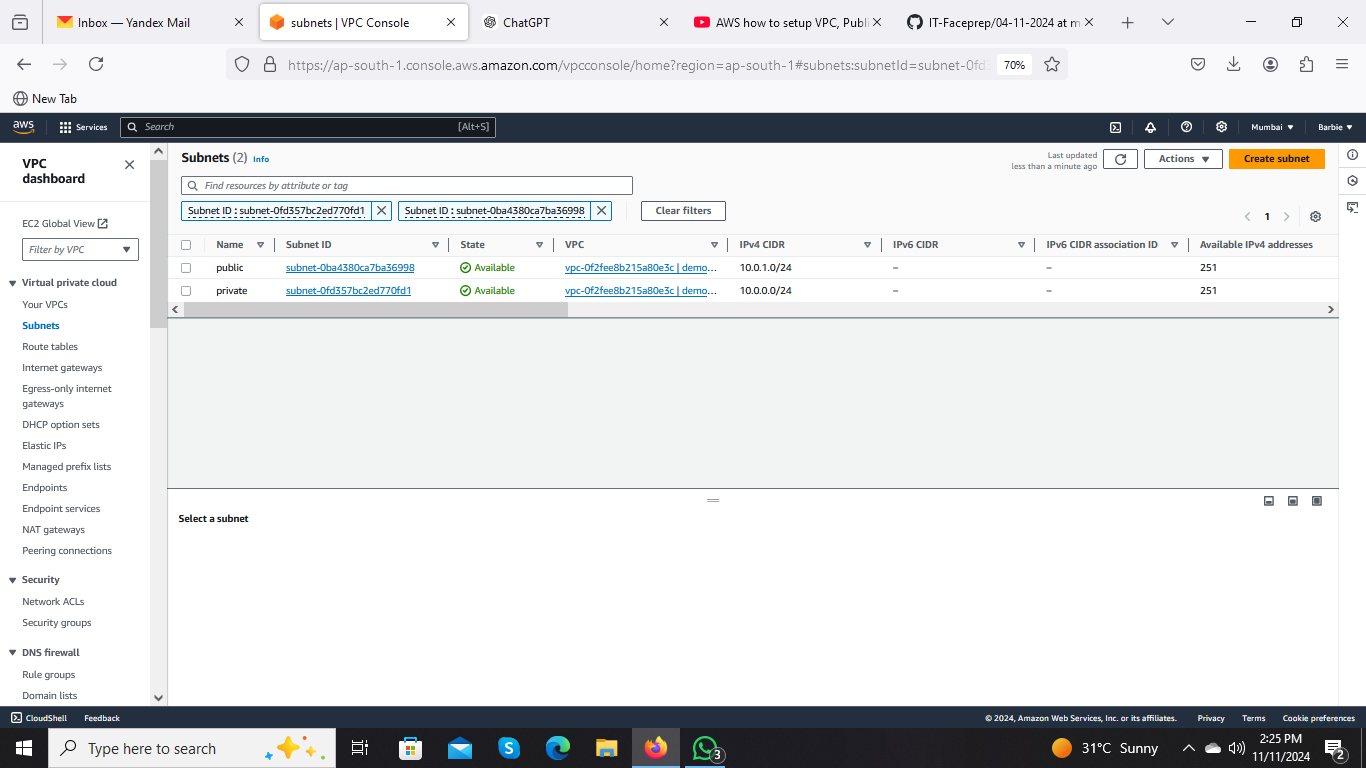 Inbox — Yandex Mail
subnets | VPC Console
ChatGPT
AWS how to setup VPC, Publi
IT-Faceprep/04-11-2024 at m
https://ap-south-1.console.aws.amazon.com/vpcconsole/home?region=ap-south-1#subnets:subnetId=subnet-0fd3
70%
New Tab
aws
Services
Search
[Alt+S]
Mumbai
Barbie
VPC
dashboard
EC2 Global View
Filter by VPC
Virtual private cloud
Your VPCs
Subnets
Route tables
Internet gateways
Egress-only internet
gateways
DHCP option sets
Elastic IPs
Managed prefix lists
Endpoints
Endpoint services
NAT gateways
Peering connections
Security
Network ACLs
Security groups
DNS firewall
Rule groups
Domain lists
Subnets (2) Info
Last updated
less than a minute ago
Actions
Create subnet
Find resources by attribute or tag
Subnet ID : subnet-0fd357bc2ed770fd1
Subnet ID : subnet-0ba4380ca7ba36998
Clear filters
1
Name Subnet ID State VPC IPv4 CIDR IPv6 CIDR IPv6 CIDR association ID Available IPv4 addresses
public subnet-0ba4380ca7ba36998 Available vpc-0f2fee8b215a80e3c | demo… 10.0.1.0/24 – – 251
private subnet-0fd357bc2ed770fd1 Available vpc-0f2fee8b215a80e3c | demo… 10.0.0.0/24 – – 251
Select a subnet
CloudShell Feedback
© 2024, Amazon Web Services, Inc. or its affiliates. Privacy Terms Cookie preferences
Type here to search
3
31°C Sunny
2:25 PM
11/11/2024
2